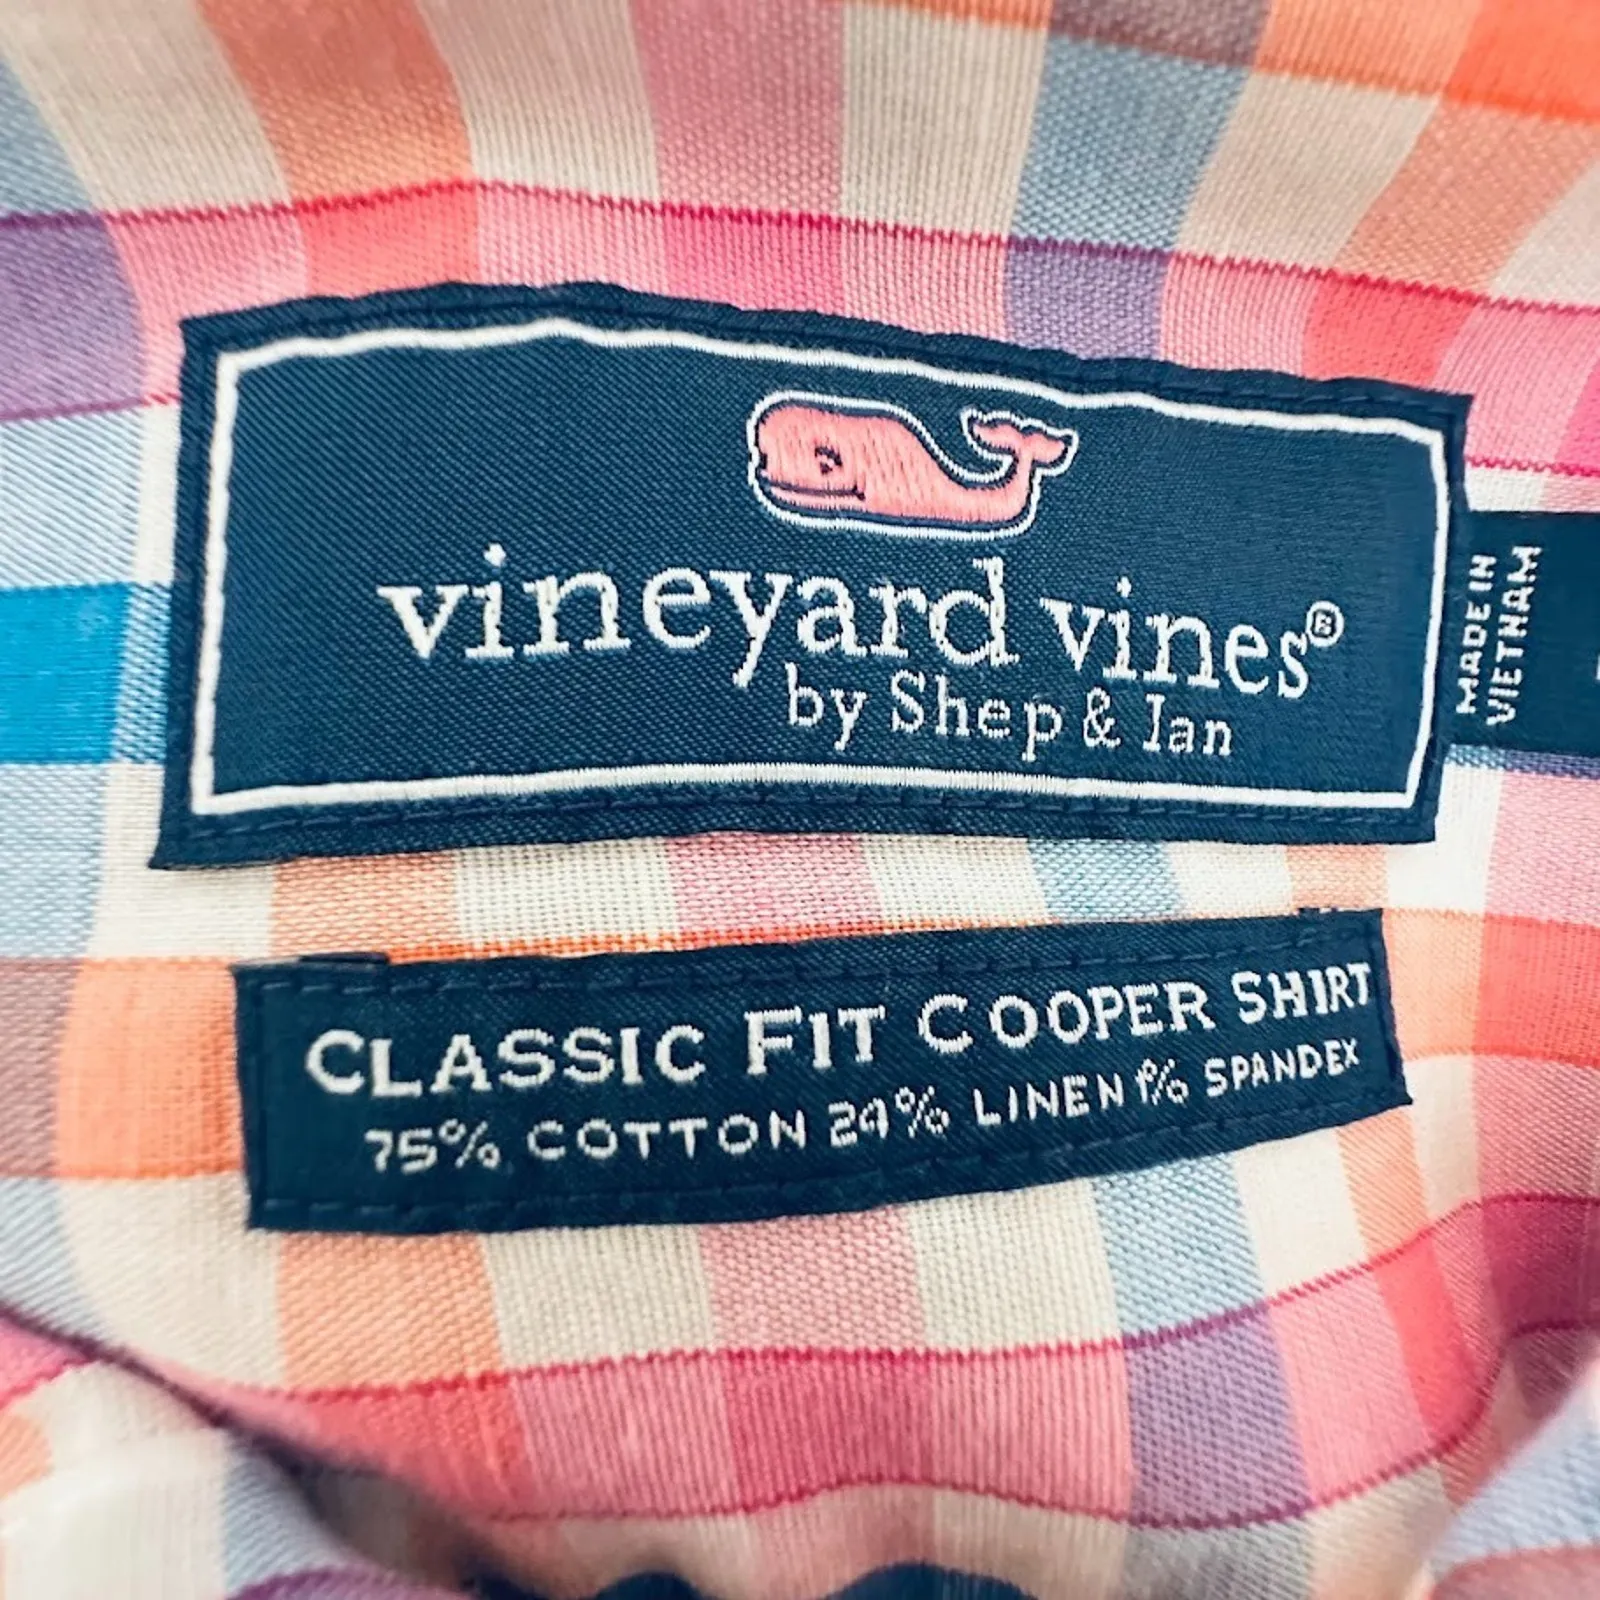 vineyard vines®
by Shep & Ian
MADE IN
VIETNAM
CLASSIC FIT COOPER SHIRT
75% COTTON 24% LINEN 1% SPANDEX